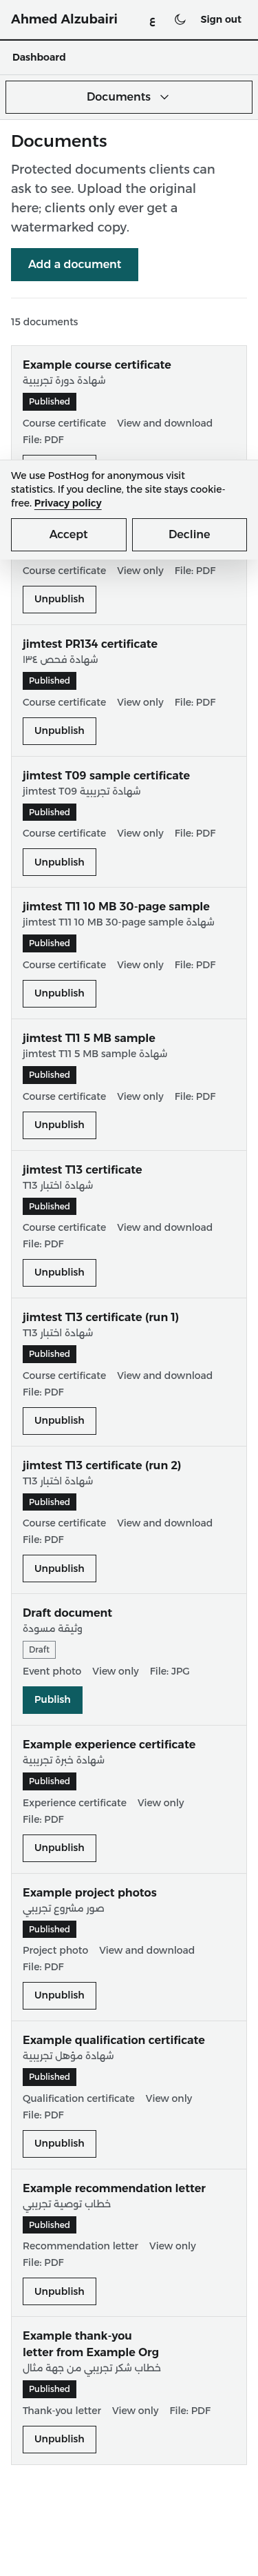 Ahmed Alzubairi ع Sign out
Dashboard
Documents
Documents
Protected documents clients can
ask to see. Upload the original
here; clients only ever get a
watermarked copy.
Add a document
15 documents
Example course certificate
شهادة دورة تجريبية
Published
Course certificate View and download
File: PDF
We use PostHog for anonymous visit
statistics. If you decline, the site stays cookie-
free. Privacy policy
Accept Decline
Course certificate View only File: PDF
Unpublish
jimtest PR134 certificate
شهادة فحص ١٣٤
Published
Course certificate View only File: PDF
Unpublish
jimtest T09 sample certificate
jimtest T09 شهادة تجريبية
Published
Course certificate View only File: PDF
Unpublish
jimtest T11 10 MB 30-page sample
jimtest T11 10 MB 30-page sample شهادة
Published
Course certificate View only File: PDF
Unpublish
jimtest T11 5 MB sample
jimtest T11 5 MB sample شهادة
Published
Course certificate View only File: PDF
Unpublish
jimtest T13 certificate
شهادة اختبار T13
Published
Course certificate View and download
File: PDF
Unpublish
jimtest T13 certificate (run 1)
شهادة اختبار T13
Published
Course certificate View and download
File: PDF
Unpublish
jimtest T13 certificate (run 2)
شهادة اختبار T13
Published
Course certificate View and download
File: PDF
Unpublish
Draft document
وثيقة مسودة
Draft
Event photo View only File: JPG
Publish
Example experience certificate
شهادة خبرة تجريبية
Published
Experience certificate View only
File: PDF
Unpublish
Example project photos
صور مشروع تجريبي
Published
Project photo View and download
File: PDF
Unpublish
Example qualification certificate
شهادة مؤهل تجريبية
Published
Qualification certificate View only
File: PDF
Unpublish
Example recommendation letter
خطاب توصية تجريبي
Published
Recommendation letter View only
File: PDF
Unpublish
Example thank-you
letter from Example Org
خطاب شكر تجريبي من جهة مثال
Published
Thank-you letter View only File: PDF
Unpublish